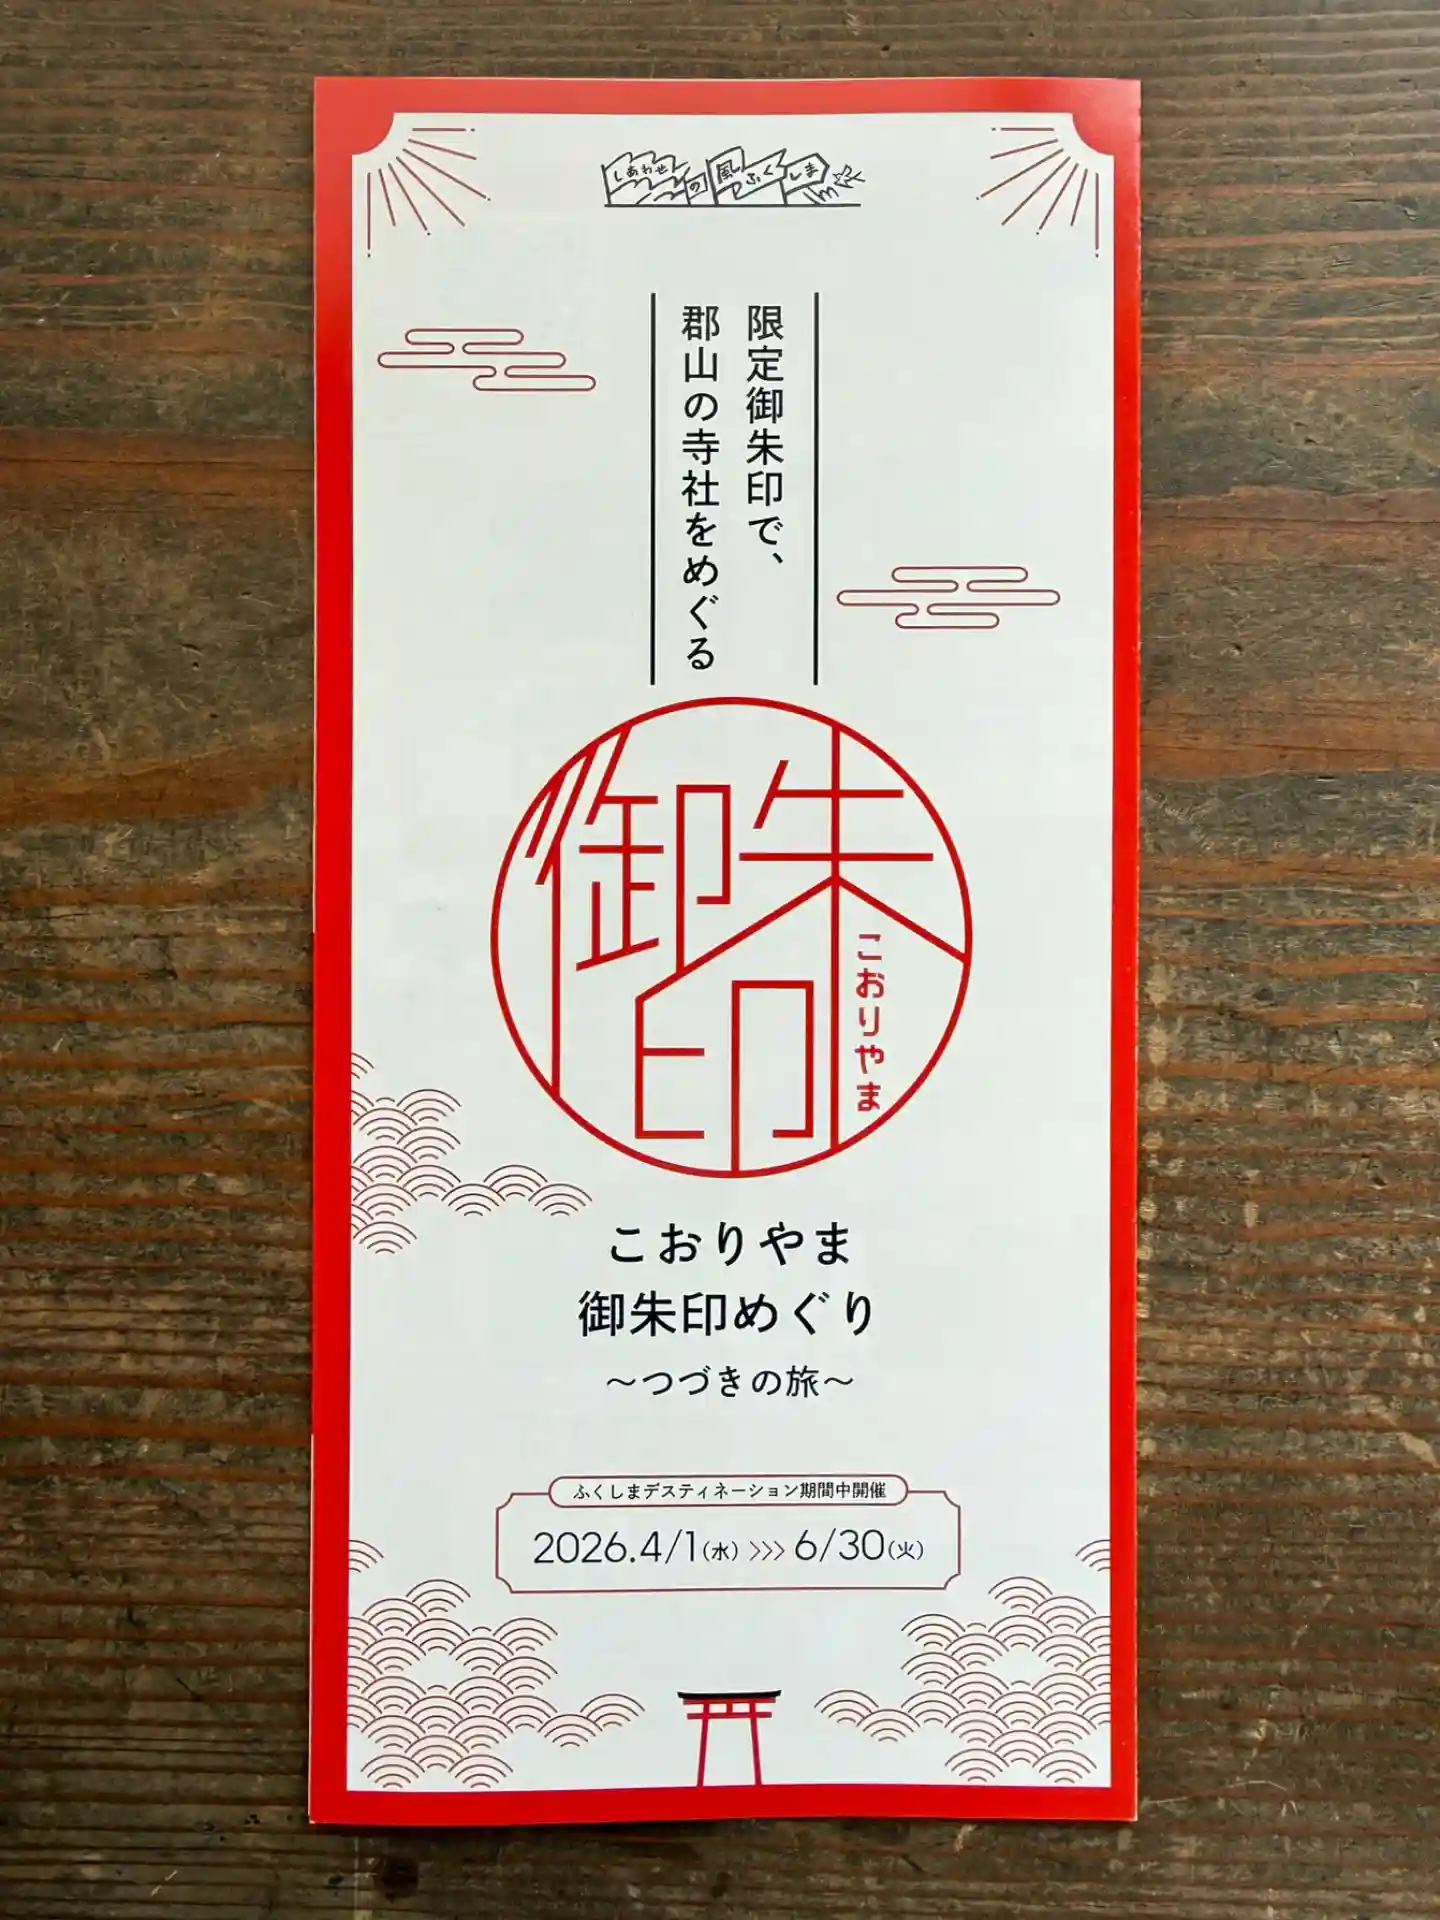 しあわせの風ふくしま
限定御朱印で、
郡山の寺社をめぐる
御朱印
こおりやま
こおりやま
御朱印めぐり
〜つづきの旅〜
ふくしまデスティネーション期間中開催
2026.4/1(水)>>>6/30(火)